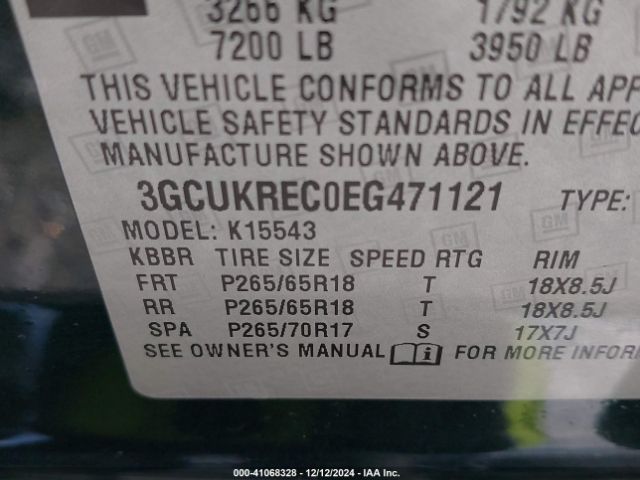 3266 KG 1792 KG
7200 LB 3950 LB
THIS VEHICLE CONFORMS TO ALL APP
VEHICLE SAFETY STANDARDS IN EFFEC
MANUFACTURE SHOWN ABOVE.
3GCUKREC0EG471121 TYPE:
MODEL: K15543
KBBR TIRE SIZE SPEED RTG RIM
FRT P265/65R18 T 18X8.5J
RR P265/65R18 T 18X8.5J
SPA P265/70R17 S 17X7J
SEE OWNER'S MANUAL i FOR MORE INFOR
000-41068328 - 12/12/2024 - IAA Inc.